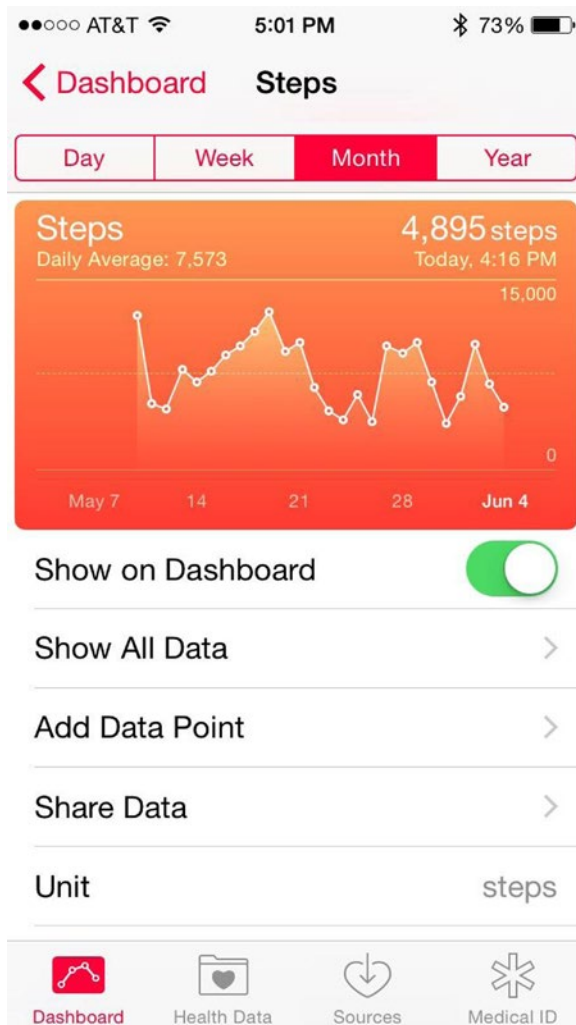 AT&T 5:01 PM 73%
Dashboard Steps
Day Week Month Year
Steps 4,895 steps
Daily Average: 7,573 Today, 4:16 PM
15,000
0
May 7 14 21 28 Jun 4
Show on Dashboard
Show All Data
Add Data Point
Share Data
Unit steps
Dashboard Health Data Sources Medical ID